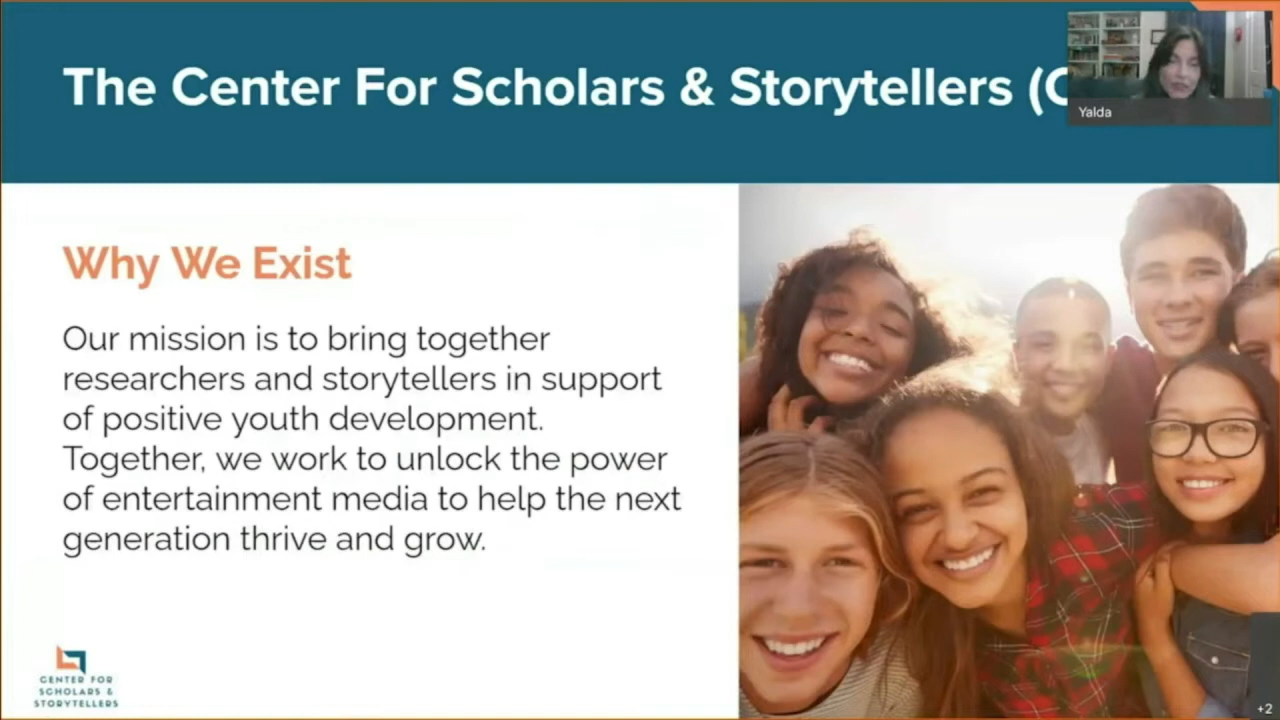 The Center For Scholars & Storytellers (C
Yalda
Why We Exist
Our mission is to bring together
researchers and storytellers in support
of positive youth development.
Together, we work to unlock the power
of entertainment media to help the next
generation thrive and grow.
CENTER FOR
SCHOLARS &
STORYTELLERS
+2